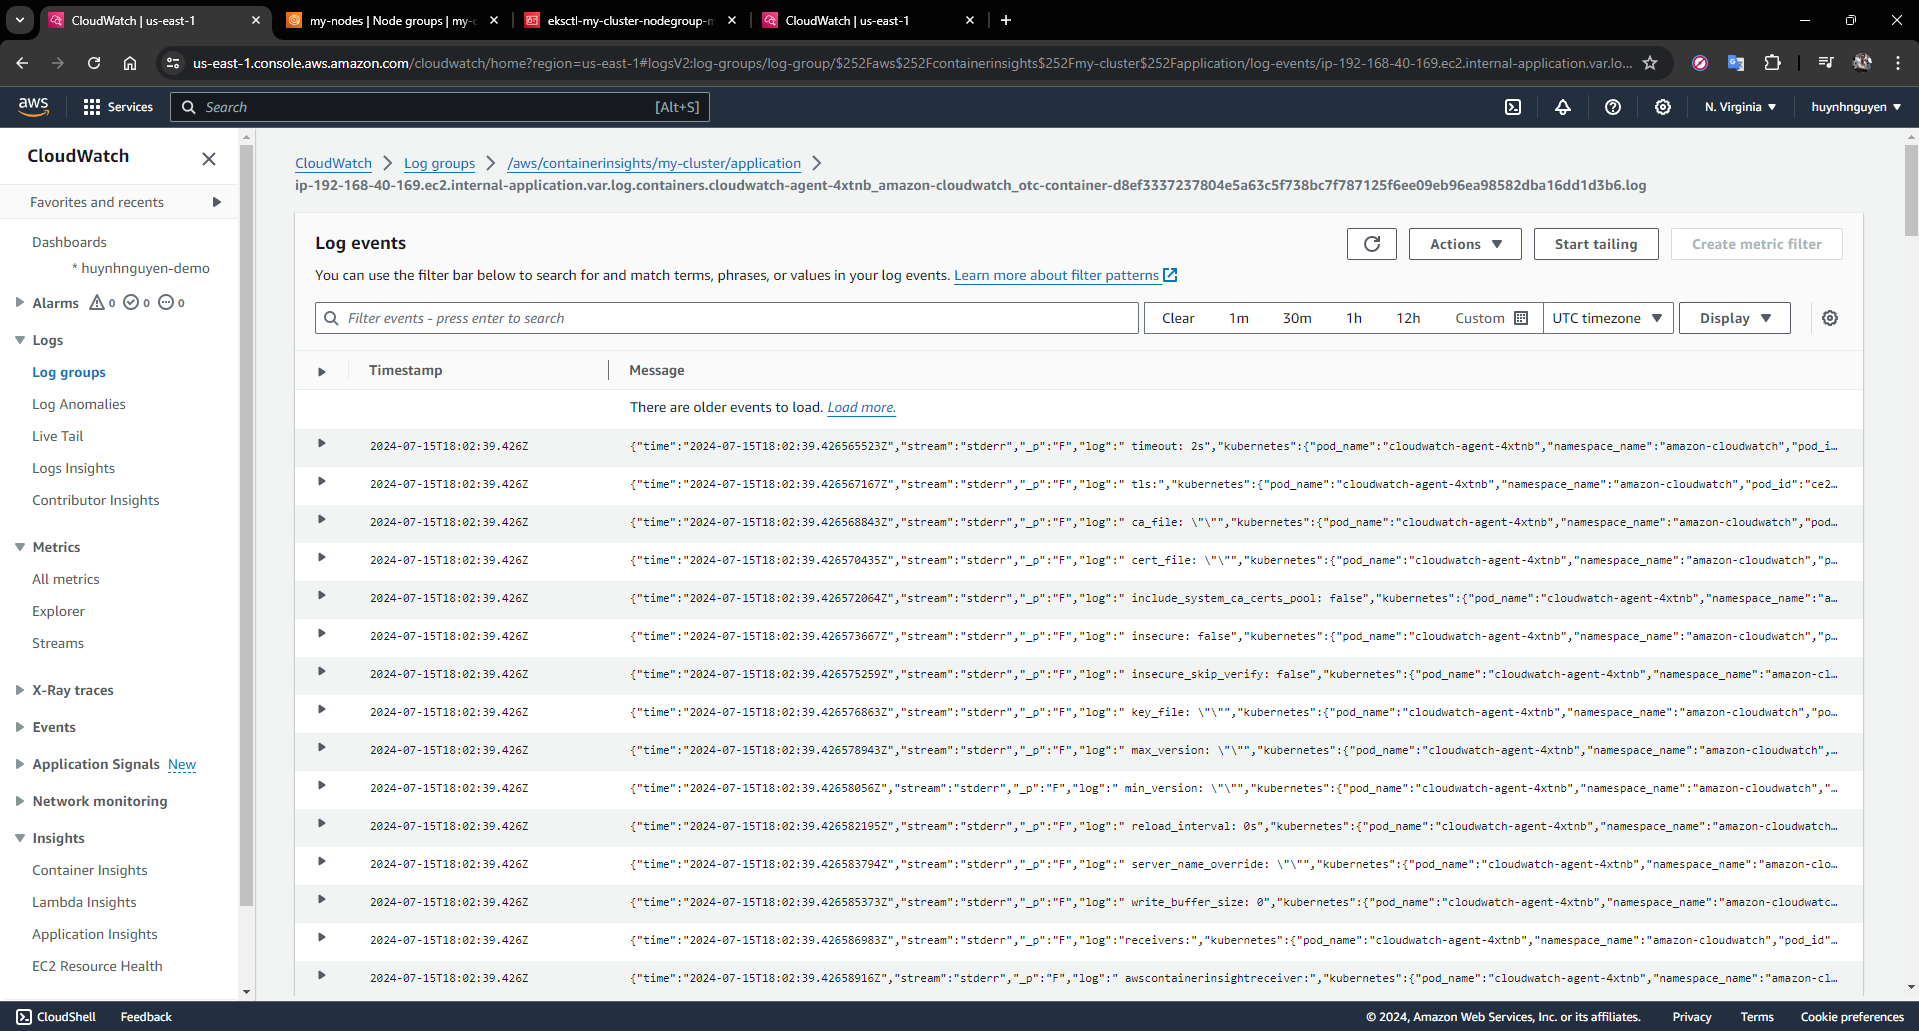 CloudWatch | us-east-1
my-nodes | Node groups | my-c
eksctl-my-cluster-nodegroup-m
CloudWatch | us-east-1
us-east-1.console.aws.amazon.com/cloudwatch/home?region=us-east-1#logsV2:log-groups/log-group/$252Faws$252Fcontainerinsights$252Fmy-cluster$252Fapplication/log-events/ip-192-168-40-169.ec2.internal-application.var.lo...
aws
Services
Search
[Alt+S]
N. Virginia
huynhnguyen
CloudWatch
Favorites and recents
Dashboards
* huynhnguyen-demo
Alarms 0 0 0
Logs
Log groups
Log Anomalies
Live Tail
Logs Insights
Contributor Insights
Metrics
All metrics
Explorer
Streams
X-Ray traces
Events
Application Signals New
Network monitoring
Insights
Container Insights
Lambda Insights
Application Insights
EC2 Resource Health
CloudWatch
Log groups
/aws/containerinsights/my-cluster/application
ip-192-168-40-169.ec2.internal-application.var.log.containers.cloudwatch-agent-4xtnb_amazon-cloudwatch_otc-container-d8ef3337237804e5a63c5f738bc7f787125f6ee09eb96ea98582dba16dd1d3b6.log
Log events
Actions
Start tailing
Create metric filter
You can use the filter bar below to search for and match terms, phrases, or values in your log events. Learn more about filter patterns
Filter events - press enter to search
Clear 1m 30m 1h 12h Custom
UTC timezone
Display
Timestamp Message
There are older events to load. Load more.
2024-07-15T18:02:39.426Z {"time":"2024-07-15T18:02:39.426565523Z","stream":"stderr","_p":"F","log":" timeout: 2s","kubernetes":{"pod_name":"cloudwatch-agent-4xtnb","namespace_name":"amazon-cloudwatch","pod_i…
2024-07-15T18:02:39.426Z {"time":"2024-07-15T18:02:39.426567167Z","stream":"stderr","_p":"F","log":" tls:","kubernetes":{"pod_name":"cloudwatch-agent-4xtnb","namespace_name":"amazon-cloudwatch","pod_id":"ce2…
2024-07-15T18:02:39.426Z {"time":"2024-07-15T18:02:39.426568843Z","stream":"stderr","_p":"F","log":" ca_file: \"\"","kubernetes":{"pod_name":"cloudwatch-agent-4xtnb","namespace_name":"amazon-cloudwatch","pod…
2024-07-15T18:02:39.426Z {"time":"2024-07-15T18:02:39.426570435Z","stream":"stderr","_p":"F","log":" cert_file: \"\"","kubernetes":{"pod_name":"cloudwatch-agent-4xtnb","namespace_name":"amazon-cloudwatch","p…
2024-07-15T18:02:39.426Z {"time":"2024-07-15T18:02:39.426572064Z","stream":"stderr","_p":"F","log":" include_system_ca_certs_pool: false","kubernetes":{"pod_name":"cloudwatch-agent-4xtnb","namespace_name":"a…
2024-07-15T18:02:39.426Z {"time":"2024-07-15T18:02:39.426573667Z","stream":"stderr","_p":"F","log":" insecure: false","kubernetes":{"pod_name":"cloudwatch-agent-4xtnb","namespace_name":"amazon-cloudwatch","p…
2024-07-15T18:02:39.426Z {"time":"2024-07-15T18:02:39.426575259Z","stream":"stderr","_p":"F","log":" insecure_skip_verify: false","kubernetes":{"pod_name":"cloudwatch-agent-4xtnb","namespace_name":"amazon-cl…
2024-07-15T18:02:39.426Z {"time":"2024-07-15T18:02:39.426576863Z","stream":"stderr","_p":"F","log":" key_file: \"\"","kubernetes":{"pod_name":"cloudwatch-agent-4xtnb","namespace_name":"amazon-cloudwatch","po…
2024-07-15T18:02:39.426Z {"time":"2024-07-15T18:02:39.426578943Z","stream":"stderr","_p":"F","log":" max_version: \"\"","kubernetes":{"pod_name":"cloudwatch-agent-4xtnb","namespace_name":"amazon-cloudwatch",…
2024-07-15T18:02:39.426Z {"time":"2024-07-15T18:02:39.42658056Z","stream":"stderr","_p":"F","log":" min_version: \"\"","kubernetes":{"pod_name":"cloudwatch-agent-4xtnb","namespace_name":"amazon-cloudwatch","…
2024-07-15T18:02:39.426Z {"time":"2024-07-15T18:02:39.426582195Z","stream":"stderr","_p":"F","log":" reload_interval: 0s","kubernetes":{"pod_name":"cloudwatch-agent-4xtnb","namespace_name":"amazon-cloudwatch…
2024-07-15T18:02:39.426Z {"time":"2024-07-15T18:02:39.426583794Z","stream":"stderr","_p":"F","log":" server_name_override: \"\"","kubernetes":{"pod_name":"cloudwatch-agent-4xtnb","namespace_name":"amazon-clo…
2024-07-15T18:02:39.426Z {"time":"2024-07-15T18:02:39.426585373Z","stream":"stderr","_p":"F","log":" write_buffer_size: 0","kubernetes":{"pod_name":"cloudwatch-agent-4xtnb","namespace_name":"amazon-cloudwatc…
2024-07-15T18:02:39.426Z {"time":"2024-07-15T18:02:39.426586983Z","stream":"stderr","_p":"F","log":"receivers:","kubernetes":{"pod_name":"cloudwatch-agent-4xtnb","namespace_name":"amazon-cloudwatch","pod_id"…
2024-07-15T18:02:39.426Z {"time":"2024-07-15T18:02:39.42658916Z","stream":"stderr","_p":"F","log":" awscontainerinsightreceiver:","kubernetes":{"pod_name":"cloudwatch-agent-4xtnb","namespace_name":"amazon-cl…
CloudShell
Feedback
© 2024, Amazon Web Services, Inc. or its affiliates.
Privacy
Terms
Cookie preferences